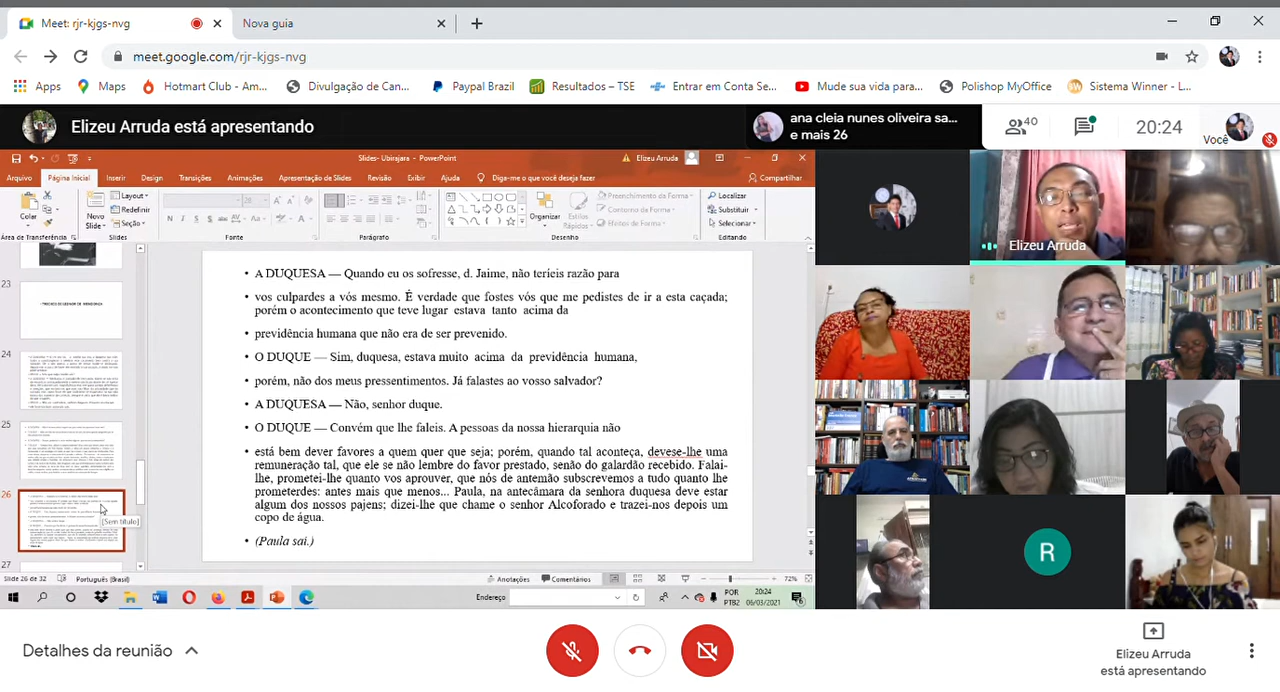 Meet: rjr-kjgs-nvg
Nova guia
meet.google.com/rjr-kjgs-nvg
Apps
Maps
Hotmart Club - Am...
Divulgação de Can...
Paypal Brazil
Resultados – TSE
Entrar em Conta Se...
Mude sua vida para...
Polishop MyOffice
Sistema Winner - L...
Elizeu Arruda está apresentando
ana cleia nunes oliveira sa...
e mais 26
40
20:24
Você
Slides- Ubirajara - PowerPoint
Elizeu Arruda
Arquivo
Página Inicial
Inserir
Design
Transições
Animações
Apresentação de Slides
Revisão
Exibir
Ajuda
Diga-me o que você deseja fazer
Compartilhar
Colar
Novo
Slide
Layout
Redefinir
Seção
Organizar
Estilos
Rápidos
Preenchimento da Forma
Contorno da Forma
Efeitos de Forma
Localizar
Substituir
Selecionar
Área de Transferência
Slides
Fonte
Parágrafo
Desenho
Editando
23
24
25
26
[Sem título]
27
• A DUQUESA — Quando eu os sofresse, d. Jaime, não teríeis razão para
• vos culpardes a vós mesmo. É verdade que fostes vós que me pedistes de ir a esta caçada;
porém o acontecimento que teve lugar estava tanto acima da
• previdência humana que não era de ser prevenido.
• O DUQUE — Sim, duquesa, estava muito acima da previdência humana,
• porém, não dos meus pressentimentos. Já falastes ao vosso salvador?
• A DUQUESA — Não, senhor duque.
• O DUQUE — Convém que lhe faleis. A pessoas da nossa hierarquia não
• está bem dever favores a quem quer que seja; porém, quando tal aconteça, devese-lhe uma
remuneração tal, que ele se não lembre do favor prestado, senão do galardão recebido. Falai-
lhe, prometei-lhe quanto vos aprouver, que nós de antemão subscrevemos a tudo quanto lhe
prometerdes: antes mais que menos... Paula, na antecâmara da senhora duquesa deve estar
algum dos nossos pajens; dizei-lhe que chame o senhor Alcoforado e trazei-nos depois um
copo de água.
• (Paula sai.)
Slide 26 de 32
Português (Brasil)
Anotações
Comentários
72%
Endereço
POR
PTB2
20:24
06/03/2021
Elizeu Arruda
R
Detalhes da reunião
Elizeu Arruda
está apresentando